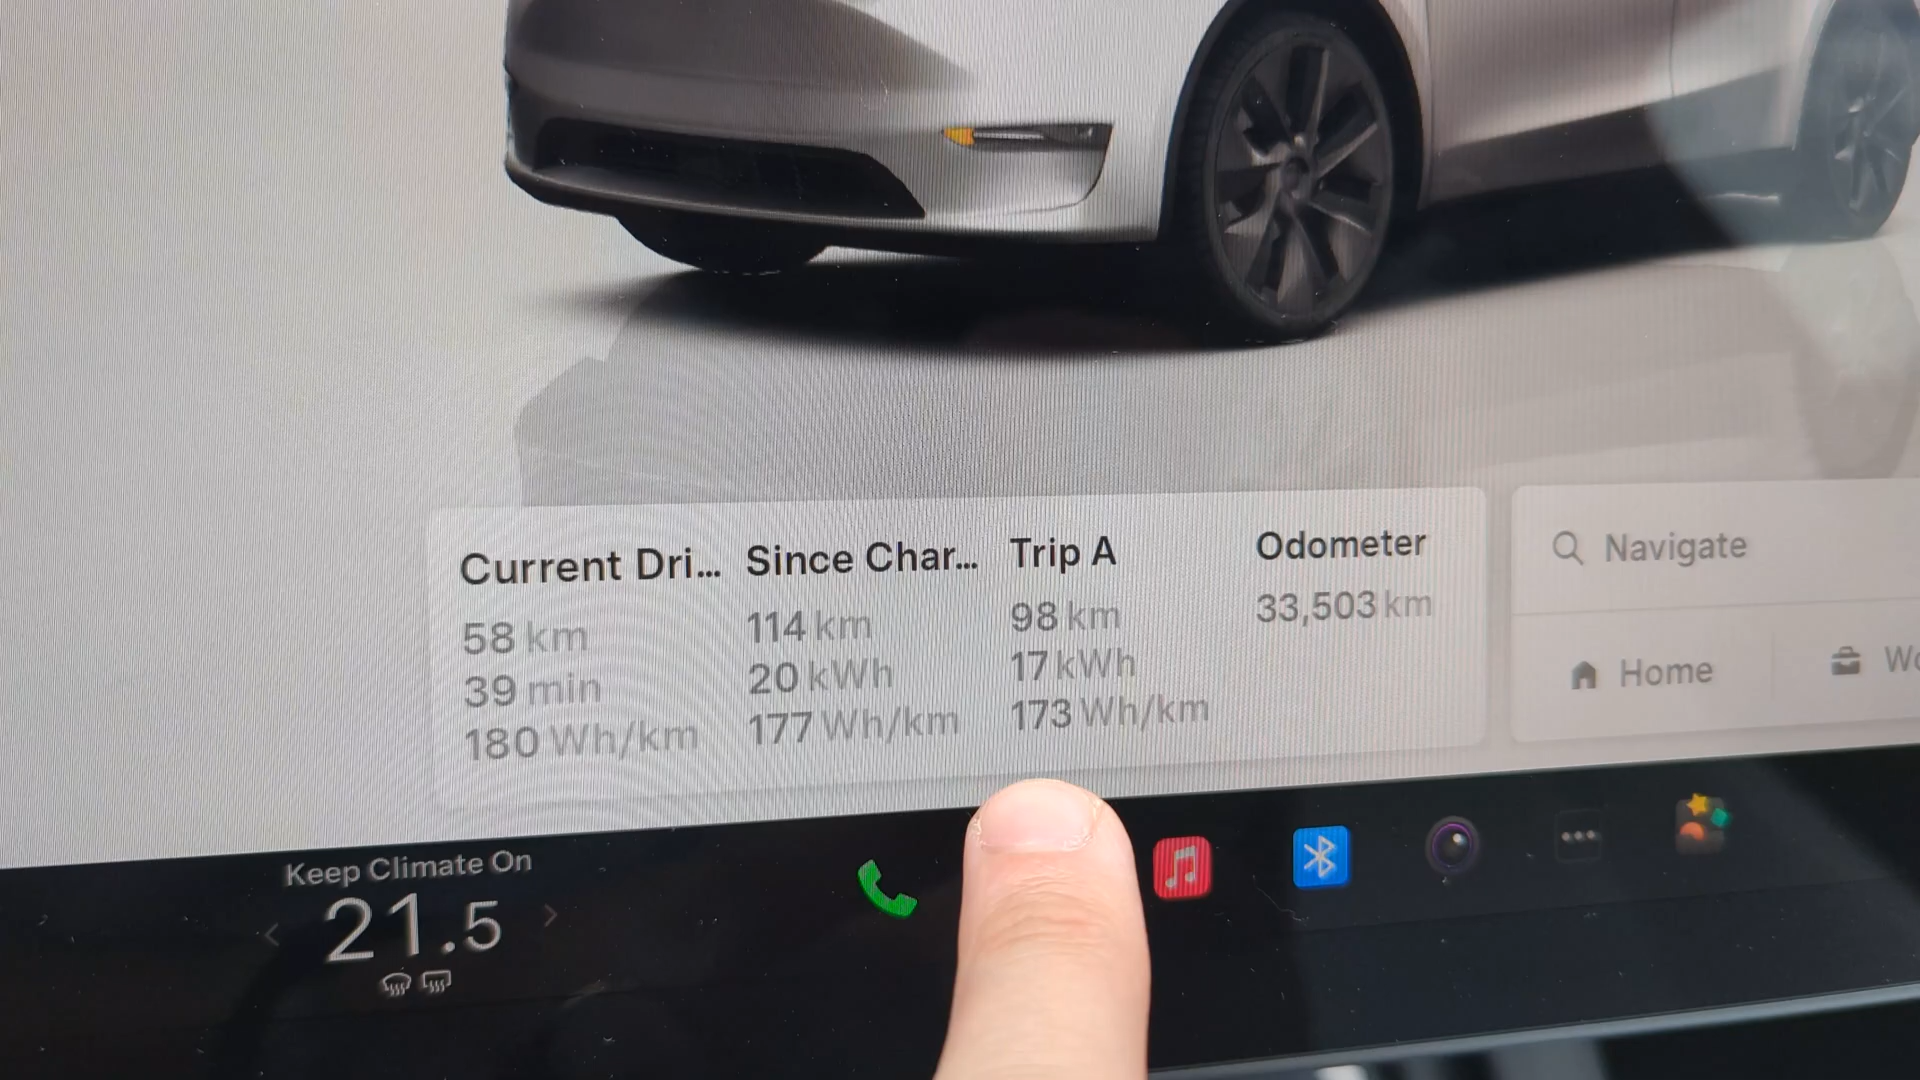 Current Dri...
58 km
39 min
180 Wh/km
Since Char...
114 km
20 kWh
177 Wh/km
Trip A
98 km
17 kWh
173 Wh/km
Odometer
33,503 km
Navigate
Home
Keep Climate On
21.5